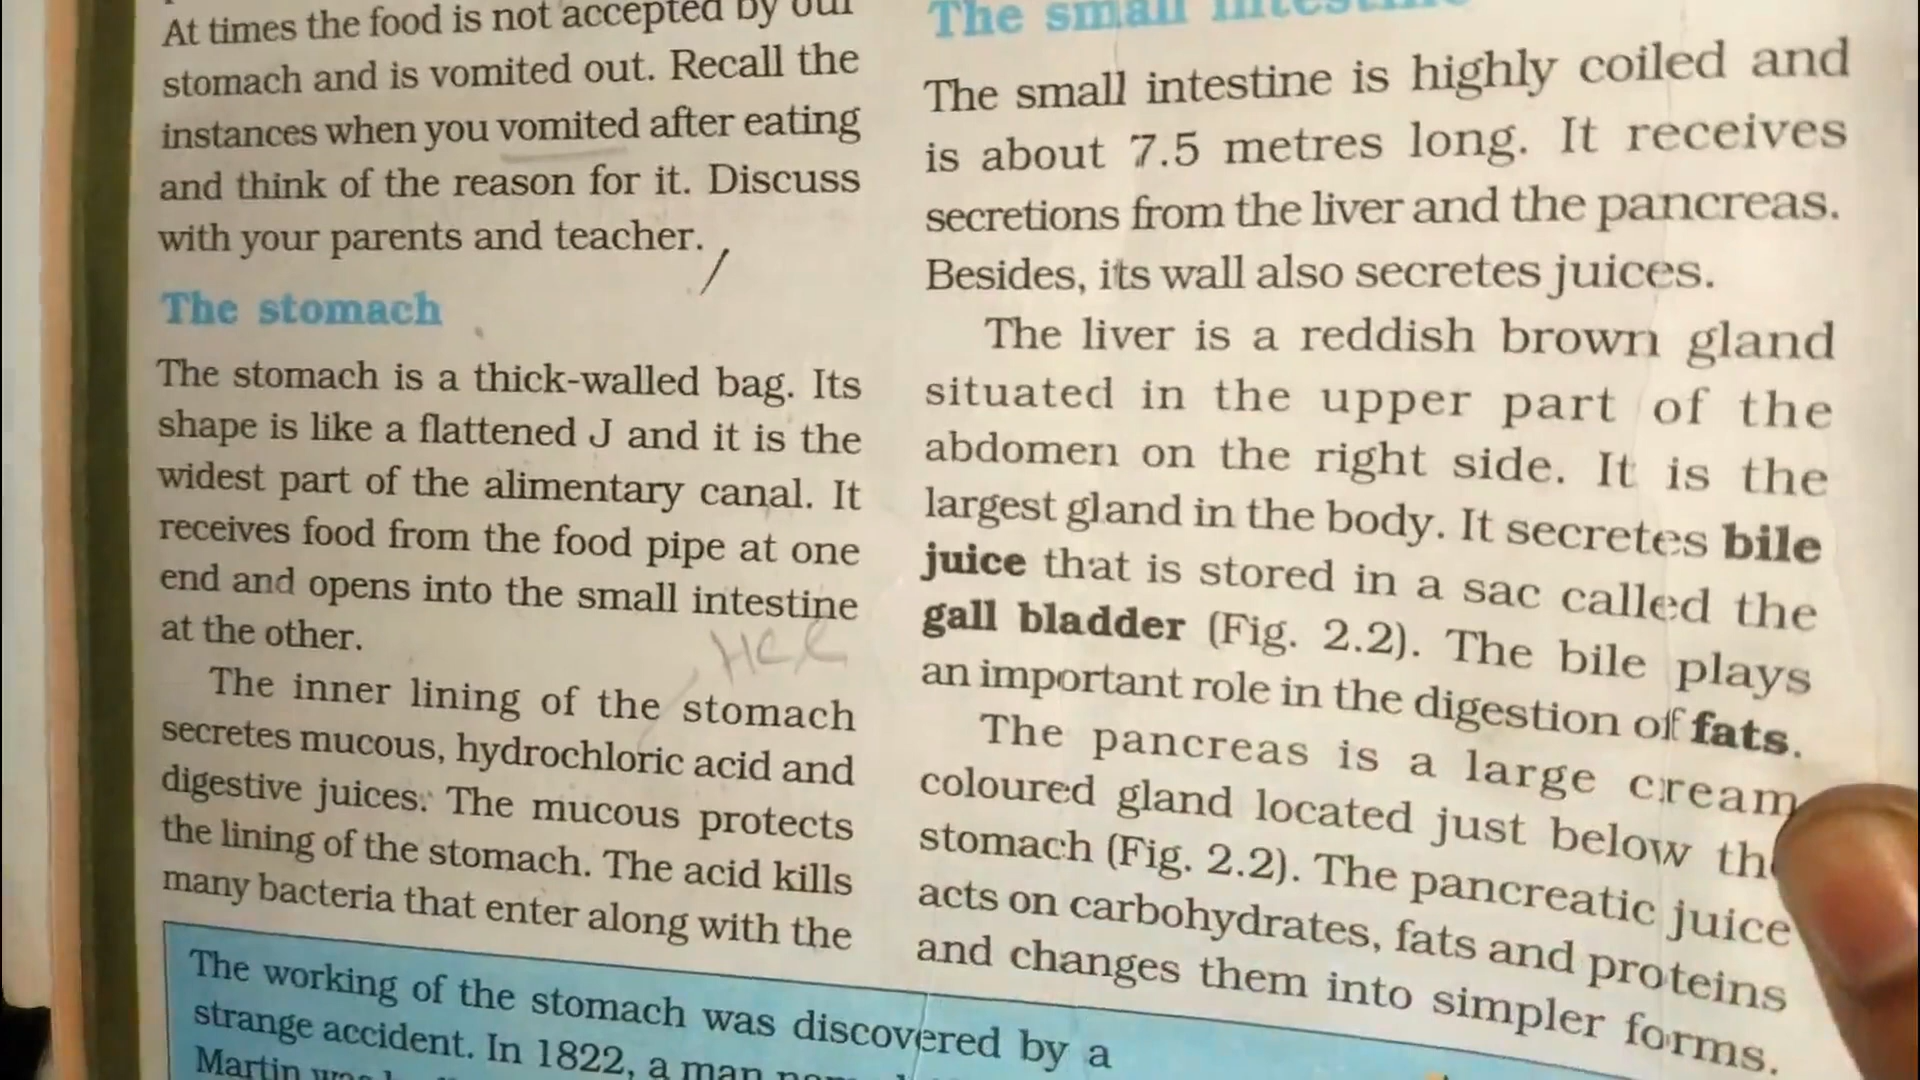 At times the food is not accepted by our
stomach and is vomited out. Recall the
instances when you vomited after eating
and think of the reason for it. Discuss
with your parents and teacher.
The stomach
The stomach is a thick-walled bag. Its
shape is like a flattened J and it is the
widest part of the alimentary canal. It
receives food from the food pipe at one
end and opens into the small intestine
at the other.
The inner lining of the stomach
secretes mucous, hydrochloric acid and
digestive juices. The mucous protects
the lining of the stomach. The acid kills
many bacteria that enter along with the
The small intestine
The small intestine is highly coiled and
is about 7.5 metres long. It receives
secretions from the liver and the pancreas.
Besides, its wall also secretes juices.
The liver is a reddish brown gland
situated in the upper part of the
abdomen on the right side. It is the
largest gland in the body. It secretes bile
juice that is stored in a sac called the
gall bladder (Fig. 2.2). The bile plays
an important role in the digestion of fats.
The pancreas is a large cream
coloured gland located just below the
stomach (Fig. 2.2). The pancreatic juice
acts on carbohydrates, fats and proteins
and changes them into simpler forms.
The working of the stomach was discovered by a
strange accident. In 1822, a man
Martin was